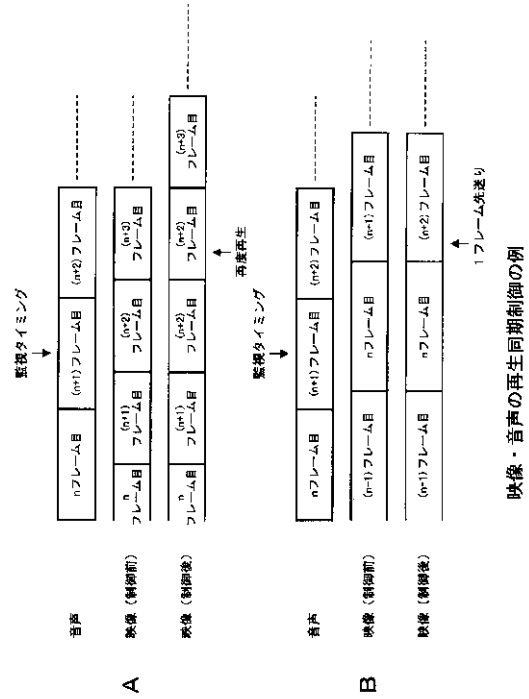 監視タイミング
A
音声
nフレーム目
(n+1)フレーム目
(n+2)フレーム目
映像(制御前)
n
フレーム目
(n+1)
フレーム目
(n+2)
フレーム目
(n+3)
フレーム目
映像(制御後)
n
フレーム目
(n+1)
フレーム目
(n+2)
フレーム目
(n+2)
フレーム目
(n+3)
フレーム目
再度再生
監視タイミング
B
音声
nフレーム目
(n+1)フレーム目
(n+2)フレーム目
映像(制御前)
(n-1)フレーム目
nフレーム目
(n+1)フレーム目
映像(制御後)
(n-1)フレーム目
nフレーム目
(n+2)フレーム目
1フレーム先送り
映像・音声の再生同期制御の例